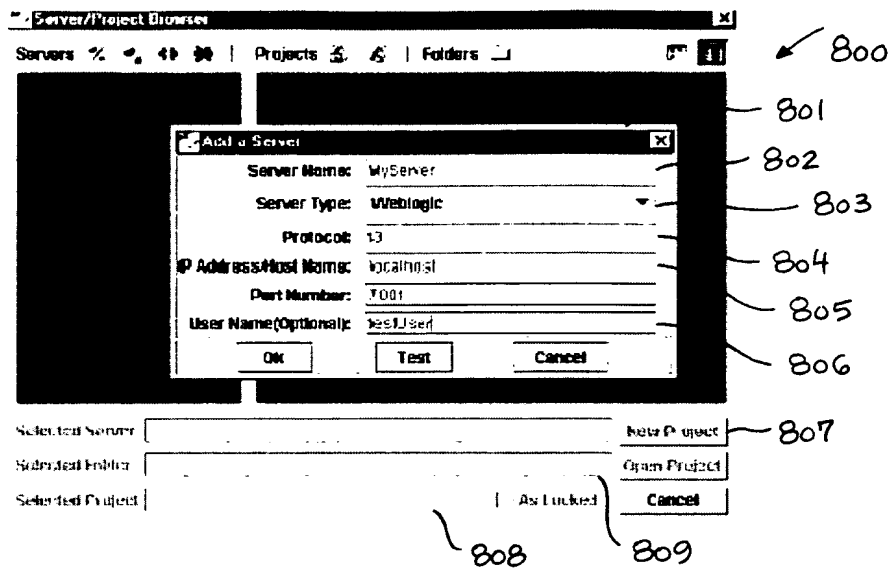 Server/Project Browser
Servers | Projects | Folders
800
801
Add a Server
Server Name: MyServer
802
Server Type: Weblogic
803
Protocol: t3
804
IP Address/Host Name: localhost
805
Port Number: 7001
User Name(Optional): testUser
806
Ok Test Cancel
Selected Server New Project
807
Selected Folder Open Project
Selected Project As Locked Cancel
808
809